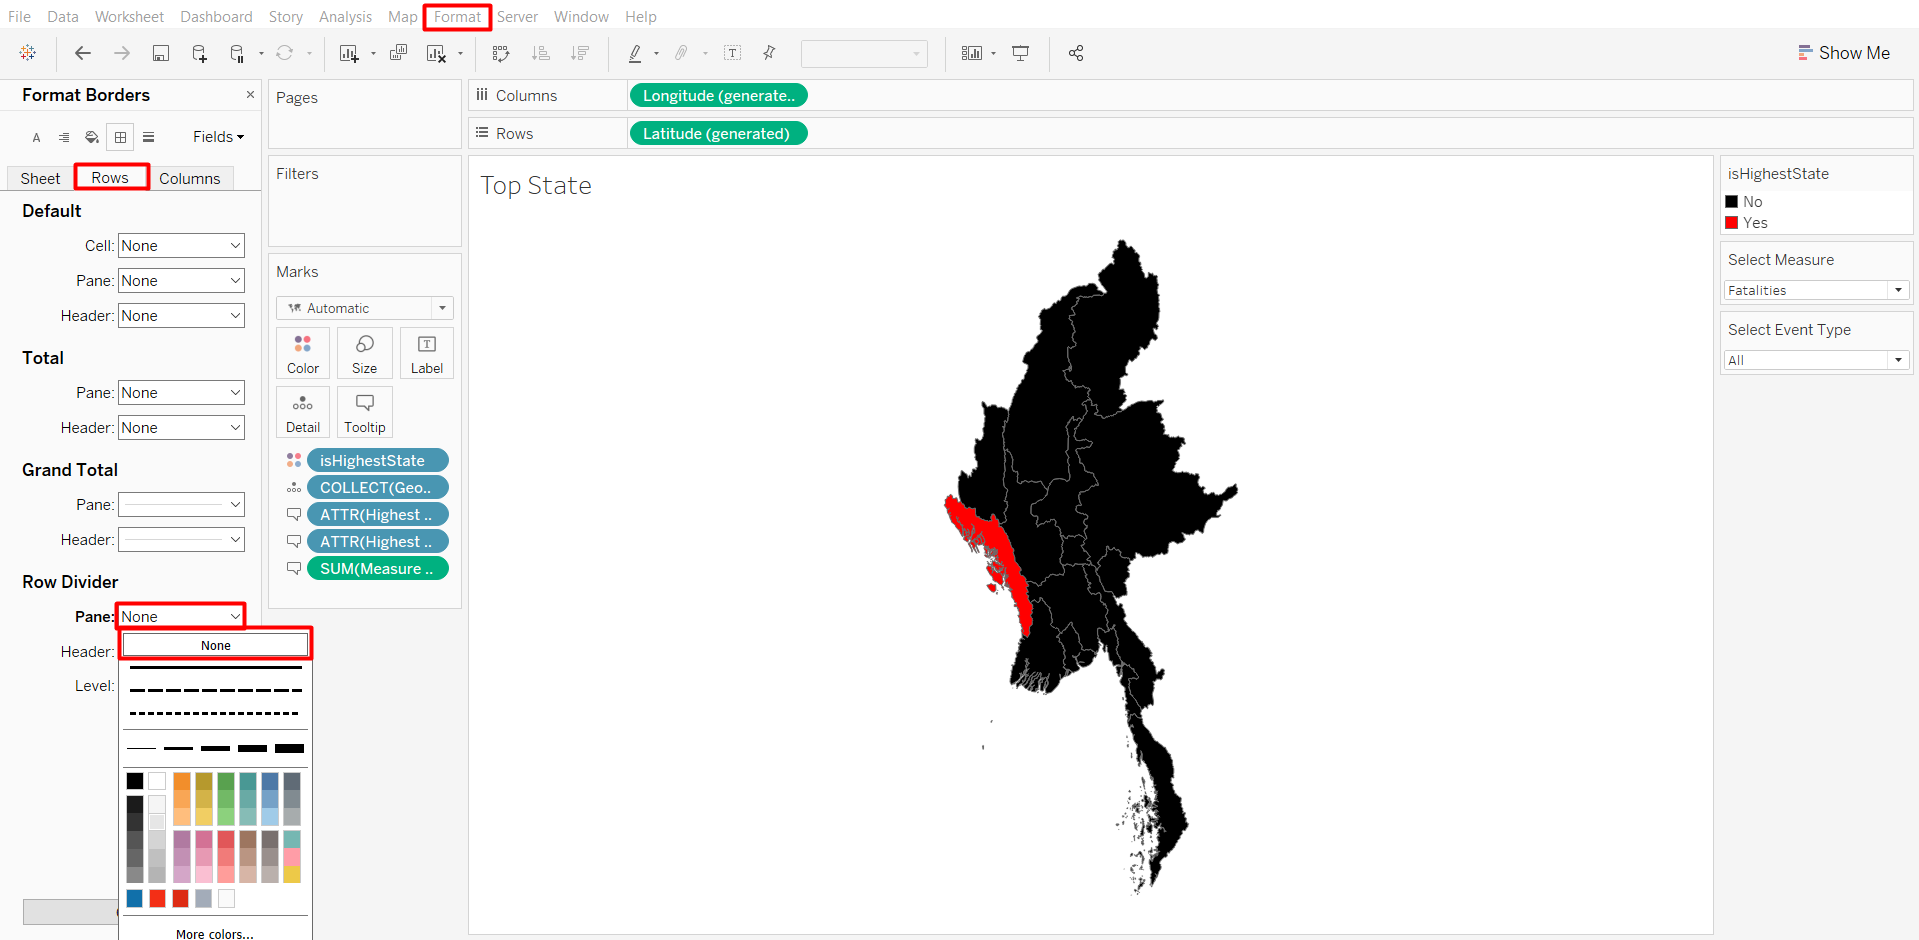 File Data Worksheet Dashboard Story Analysis Map Format Server Window Help
Show Me
Format Borders
Fields
Sheet Rows Columns
Default
Cell: None
Pane: None
Header: None
Total
Pane: None
Header: None
Grand Total
Pane:
Header:
Row Divider
Pane: None
None
Header:
Level:
More colors...
Pages
Filters
Marks
Automatic
Color Size Label
Detail Tooltip
isHighestState
COLLECT(Geo..
ATTR(Highest ..
ATTR(Highest ..
SUM(Measure ..
Columns Longitude (generate..
Rows Latitude (generated)
Top State
isHighestState
No
Yes
Select Measure
Fatalities
Select Event Type
All